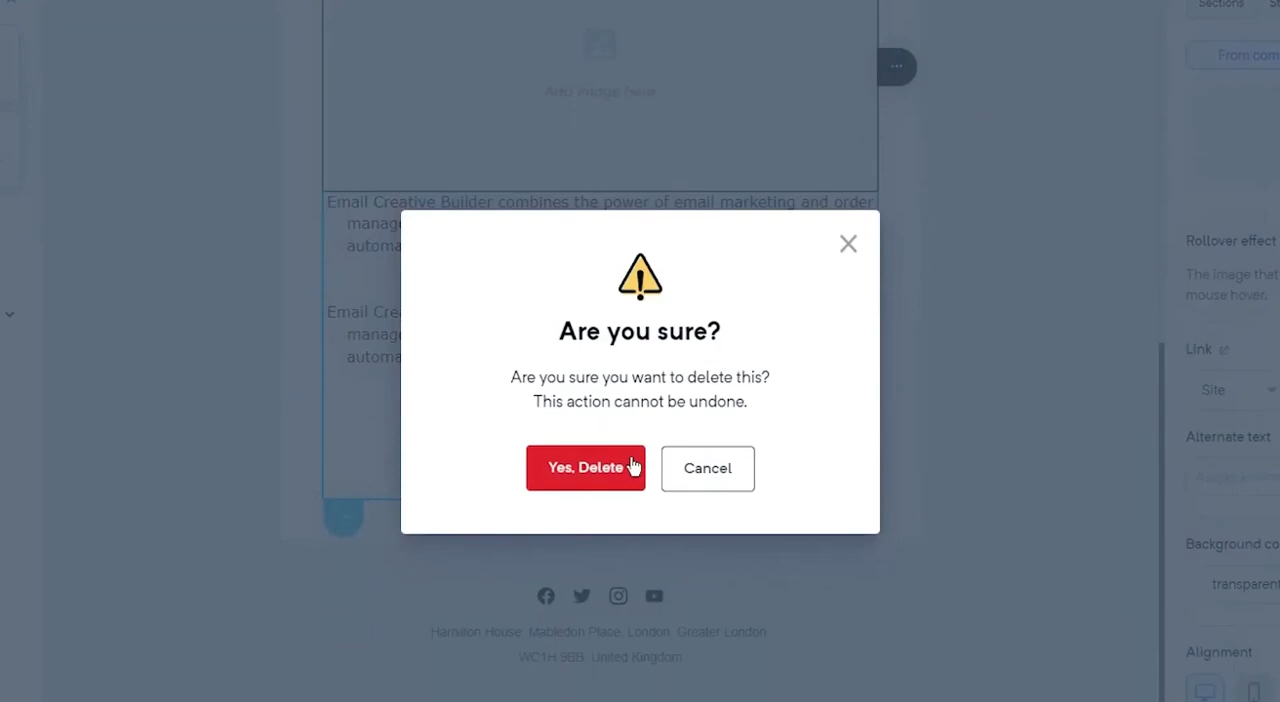 Sections
From com
Add image here
Email Creative Builder combines the power of email marketing and order
manage
automa
Email Crea
manage
automa
Are you sure?
Are you sure you want to delete this?
This action cannot be undone.
Yes, Delete
Cancel
Rollover effect
The image that
mouse hover.
Link
Site
Alternate text
Background co
transparent
Alignment
Hamilton House, Mabledon Place, London, Greater London
WC1H 9BB, United Kingdom